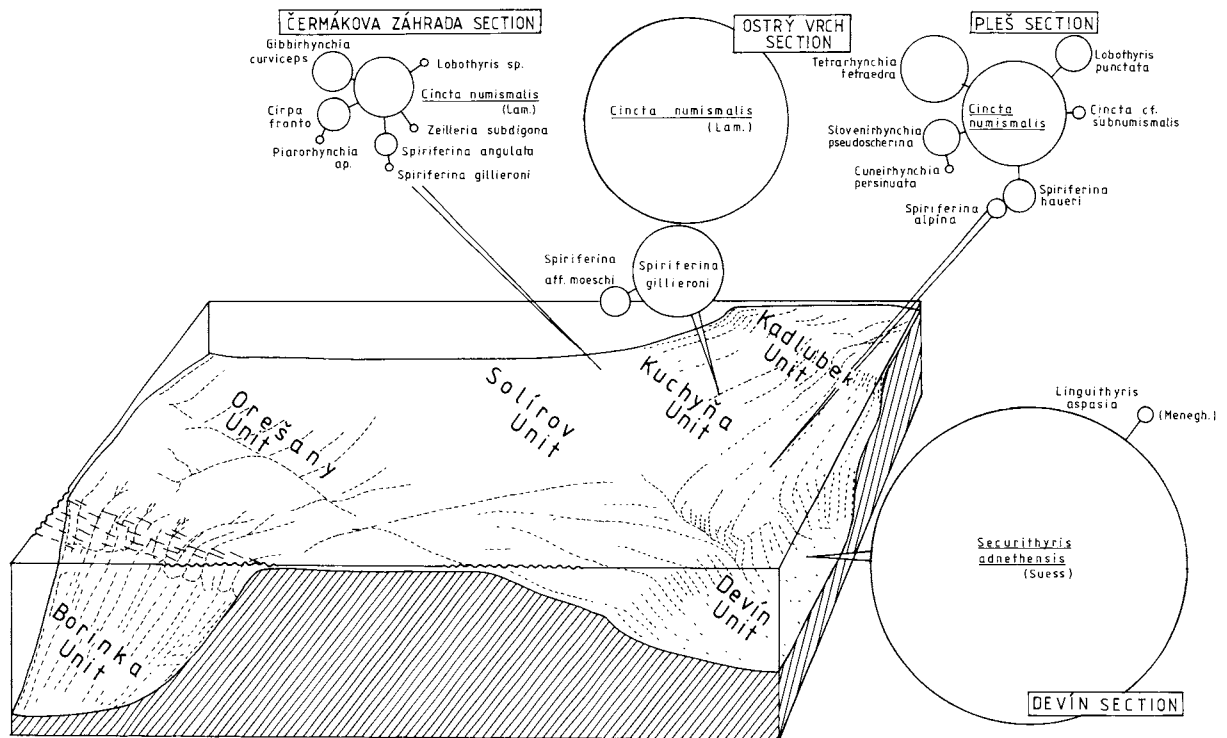 ČERMÁKOVA ZÁHRADA SECTION
Gibbirhynchia
curviceps
Lobothyris sp.
Cincta numismalis
(Lam.)
Cirpa
fronto
Zeilleria subdigona
Piarorhynchia
ap.
Spiriferina angulata
Spiriferina gillieroni
OSTRÝ VRCH
SECTION
Cincta numismalis
(Lam.)
Spiriferina
aff. moeschi
Spiriferina
gillieroni
PLEŠ SECTION
Tetrarhynchia
tetraedra
Lobothyris
punctata
Cincta
numismalis
Cincta cf.
subnumismalis
Slovenirhynchia
pseudoscherina
Cuneirhynchia
persinuata
Spiriferina
alpina
Spiriferina
haueri
Orešany
Unit
Solírov
Unit
Kuchyňa
Unit
Kadlubek
Unit
Borinka
Unit
Devín
Unit
Linguithyris
aspasia
(Menegh.)
Securithyris
adnethensis
(Suess)
DEVÍN SECTION